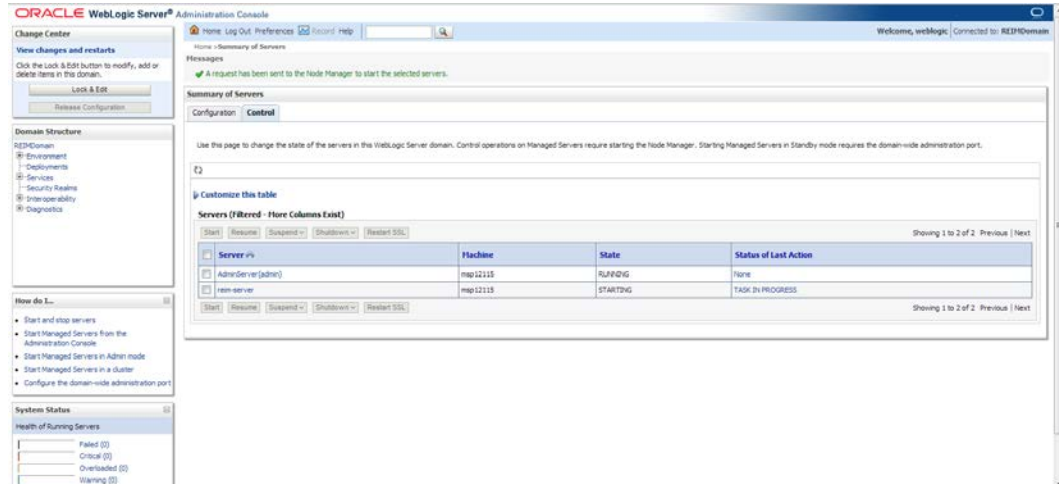 ORACLE WebLogic Server® Administration Console
Change Center
View changes and restarts
Click the Lock & Edit button to modify, add or
delete items in this domain.
Lock & Edit
Release Configuration
Domain Structure
REIMDomain
Environment
Deployments
Services
Security Realms
Interoperability
Diagnostics
How do I...
Start and stop servers
Start Managed Servers from the
Administration Console
Start Managed Servers in Admin mode
Start Managed Servers in a cluster
Configure the domain-wide administration port
System Status
Health of Running Servers
Failed (0)
Critical (0)
Overloaded (0)
Warning (0)
Home Log Out Preferences Record Help
Welcome, weblogic Connected to: REIMDomain
Home >Summary of Servers
Messages
A request has been sent to the Node Manager to start the selected servers.
Summary of Servers
Configuration Control
Use this page to change the state of the servers in this WebLogic Server domain. Control operations on Managed Servers require starting the Node Manager. Starting Managed Servers in Standby mode requires the domain-wide administration port.
Customize this table
Servers (Filtered - More Columns Exist)
Start Resume Suspend Shutdown Restart SSL Showing 1 to 2 of 2 Previous | Next
Server Machine State Status of Last Action
AdminServer(admin) msp12115 RUNNING None
reim-server msp12115 STARTING TASK IN PROGRESS
Start Resume Suspend Shutdown Restart SSL Showing 1 to 2 of 2 Previous | Next